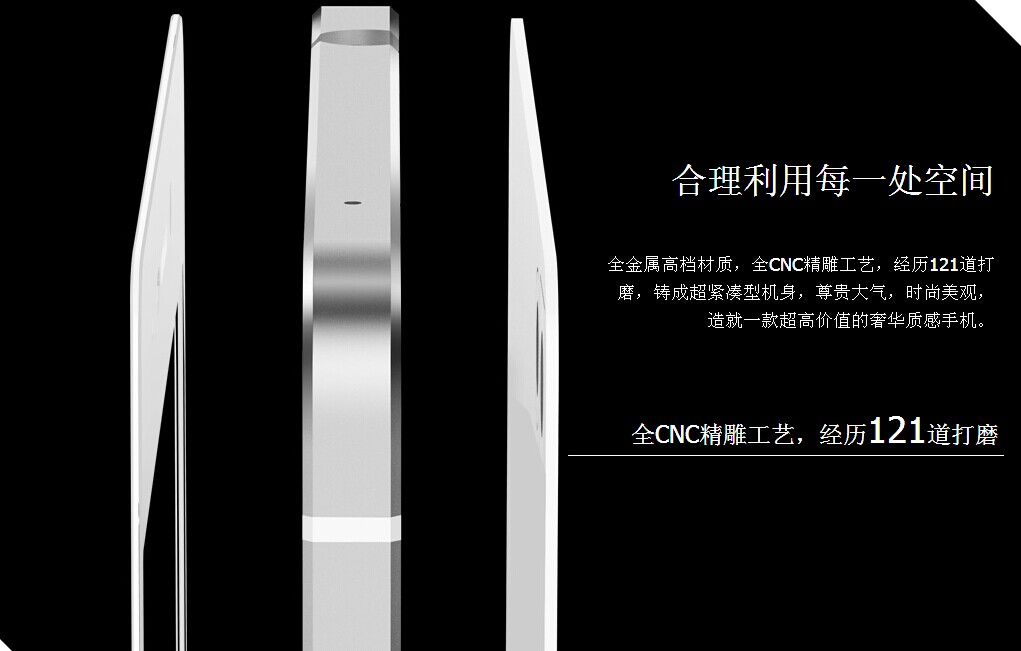 合理利用每一处空间
全金属高档材质，全CNC精雕工艺，经历121道打
磨，铸成超紧凑型机身，尊贵大气，时尚美观，
造就一款超高价值的奢华质感手机。
全CNC精雕工艺，经历121道打磨